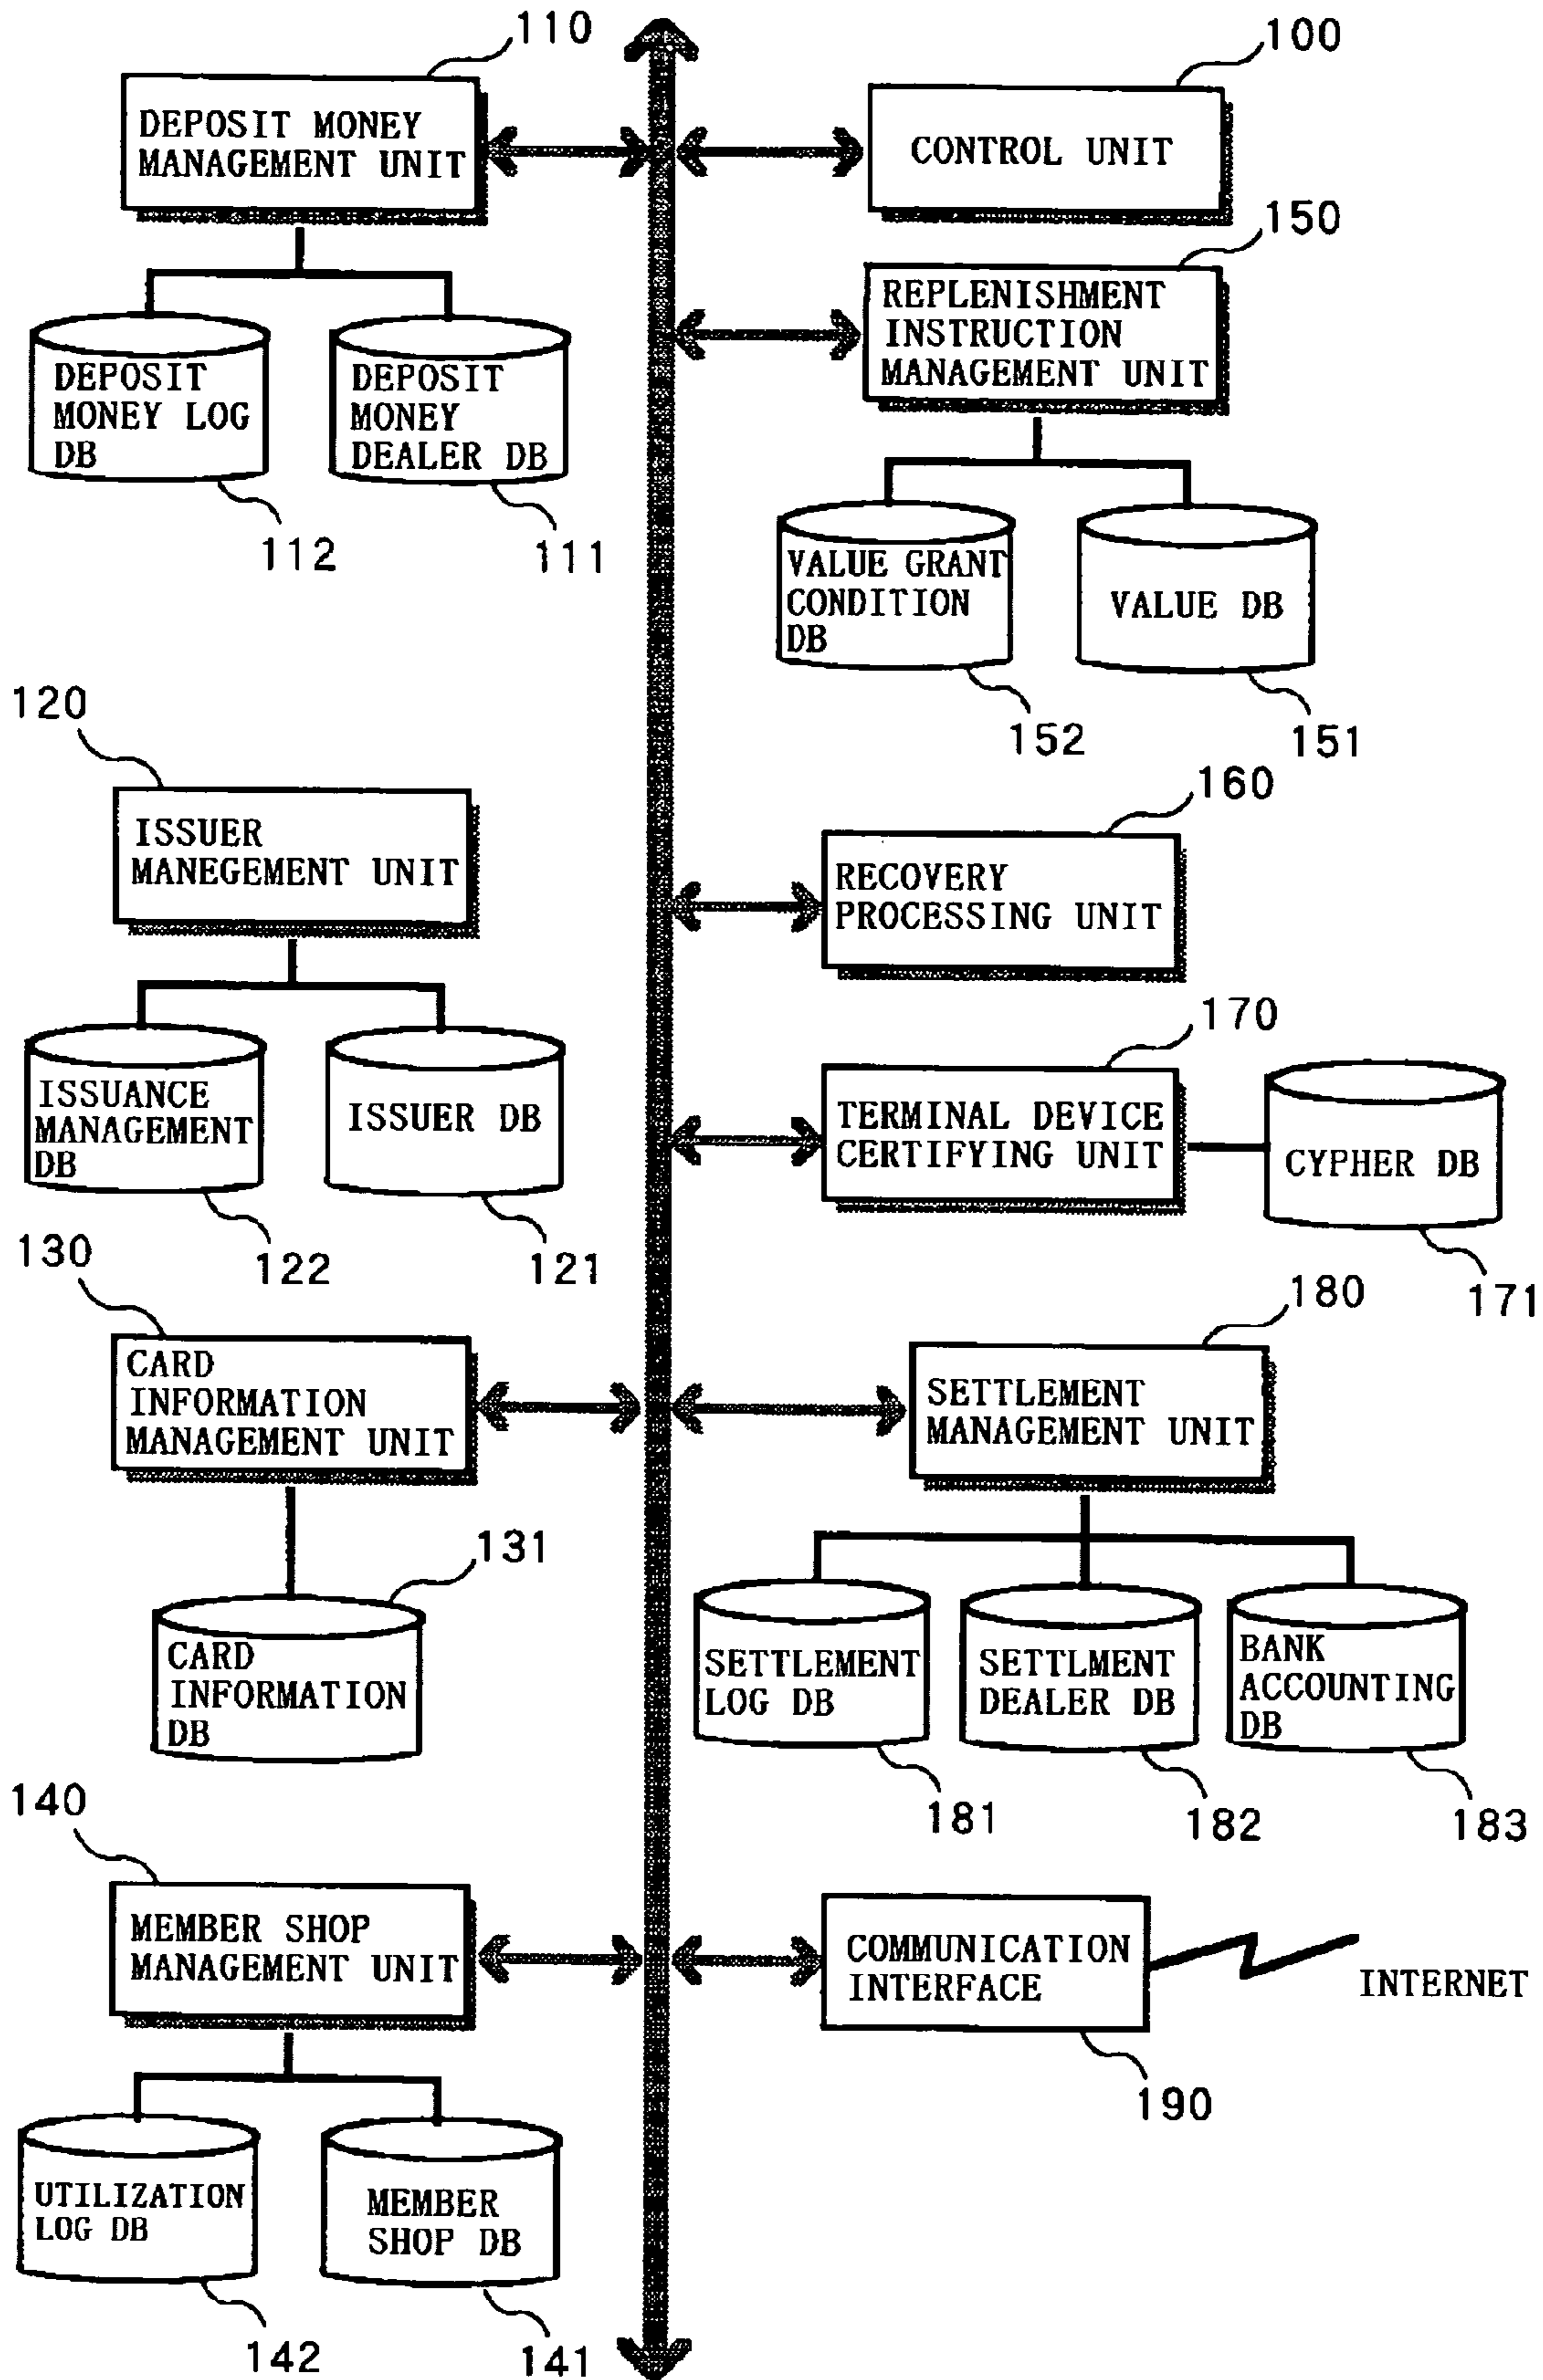 110
DEPOSIT MONEY
MANAGEMENT UNIT
DEPOSIT
MONEY LOG
DB
DEPOSIT
MONEY
DEALER DB
112
111
100
CONTROL UNIT
150
REPLENISHMENT
INSTRUCTION
MANAGEMENT UNIT
VALUE GRANT
CONDITION
DB
VALUE DB
152
151
120
ISSUER
MANEGEMENT UNIT
ISSUANCE
MANAGEMENT
DB
ISSUER DB
122
121
160
RECOVERY
PROCESSING UNIT
170
TERMINAL DEVICE
CERTIFYING UNIT
CYPHER DB
171
130
CARD
INFORMATION
MANAGEMENT UNIT
131
CARD
INFORMATION
DB
180
SETTLEMENT
MANAGEMENT UNIT
SETTLEMENT
LOG DB
SETTLMENT
DEALER DB
BANK
ACCOUNTING
DB
181
182
183
140
MEMBER SHOP
MANAGEMENT UNIT
UTILIZATION
LOG DB
MEMBER
SHOP DB
142
141
COMMUNICATION
INTERFACE
INTERNET
190